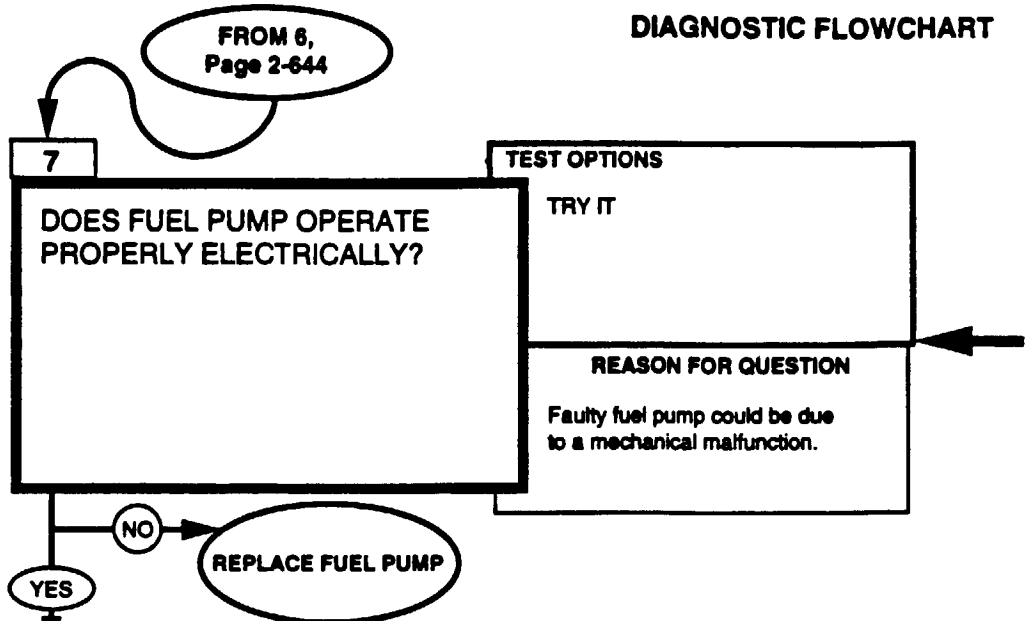 DIAGNOSTIC FLOWCHART
FROM 6,
Page 2-644
7
DOES FUEL PUMP OPERATE
PROPERLY ELECTRICALLY?
TEST OPTIONS
TRY IT
REASON FOR QUESTION
Faulty fuel pump could be due
to a mechanical malfunction.
NO
REPLACE FUEL PUMP
YES